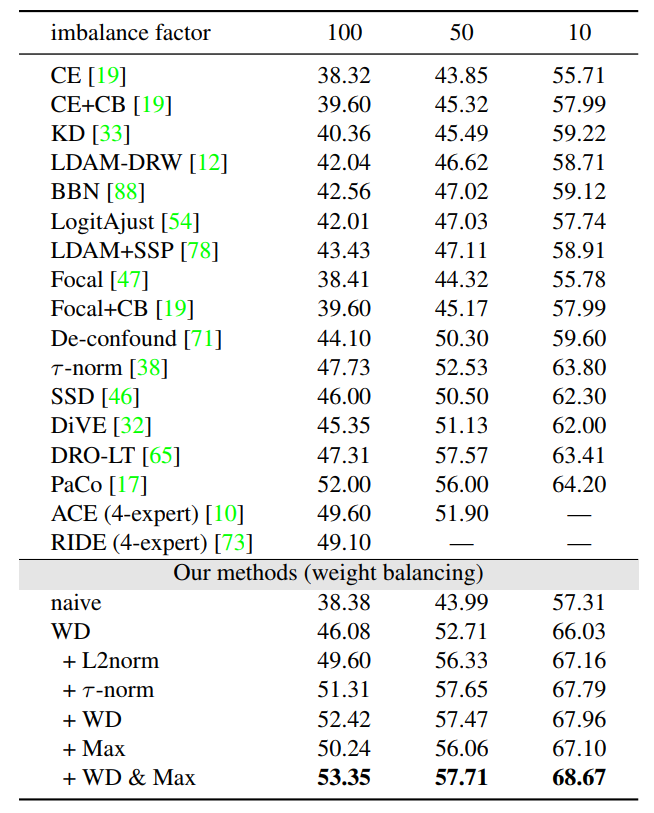 imbalance factor 100 50 10
CE [19] 38.32 43.85 55.71
CE+CB [19] 39.60 45.32 57.99
KD [33] 40.36 45.49 59.22
LDAM-DRW [12] 42.04 46.62 58.71
BBN [88] 42.56 47.02 59.12
LogitAjust [54] 42.01 47.03 57.74
LDAM+SSP [78] 43.43 47.11 58.91
Focal [47] 38.41 44.32 55.78
Focal+CB [19] 39.60 45.17 57.99
De-confound [71] 44.10 50.30 59.60
τ-norm [38] 47.73 52.53 63.80
SSD [46] 46.00 50.50 62.30
DiVE [32] 45.35 51.13 62.00
DRO-LT [65] 47.31 57.57 63.41
PaCo [17] 52.00 56.00 64.20
ACE (4-expert) [10] 49.60 51.90 —
RIDE (4-expert) [73] 49.10 — —
Our methods (weight balancing)
naive 38.38 43.99 57.31
WD 46.08 52.71 66.03
+ L2norm 49.60 56.33 67.16
+ τ-norm 51.31 57.65 67.79
+ WD 52.42 57.47 67.96
+ Max 50.24 56.06 67.10
+ WD & Max 53.35 57.71 68.67